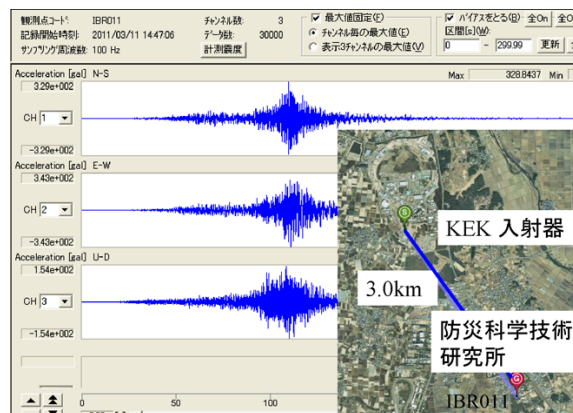 観測点コード: IBR011 チャンネル数: 3
最大値固定(F)
バイアスをとる(B) 全On 全O
記録開始時刻: 2011/03/11 14:47:06 データ数: 30000
チャンネル毎の最大値(E)
区間[s](W):
サンプリング周波数: 100 Hz 計測震度
表示3チャンネルの最大値(V)
0 - 299.99 更新
Acceleration [gal] N-S Max 328.8437 Min
3.29e+002
CH 1
-3.29e+002
Acceleration [gal] E-W
3.43e+002
CH 2
-3.43e+002
Acceleration [gal] U-D
1.54e+002
CH 3
-1.54e+002
0 50 100
S
KEK 入射器
3.0km
防災科学技術
研究所
G
IBR011